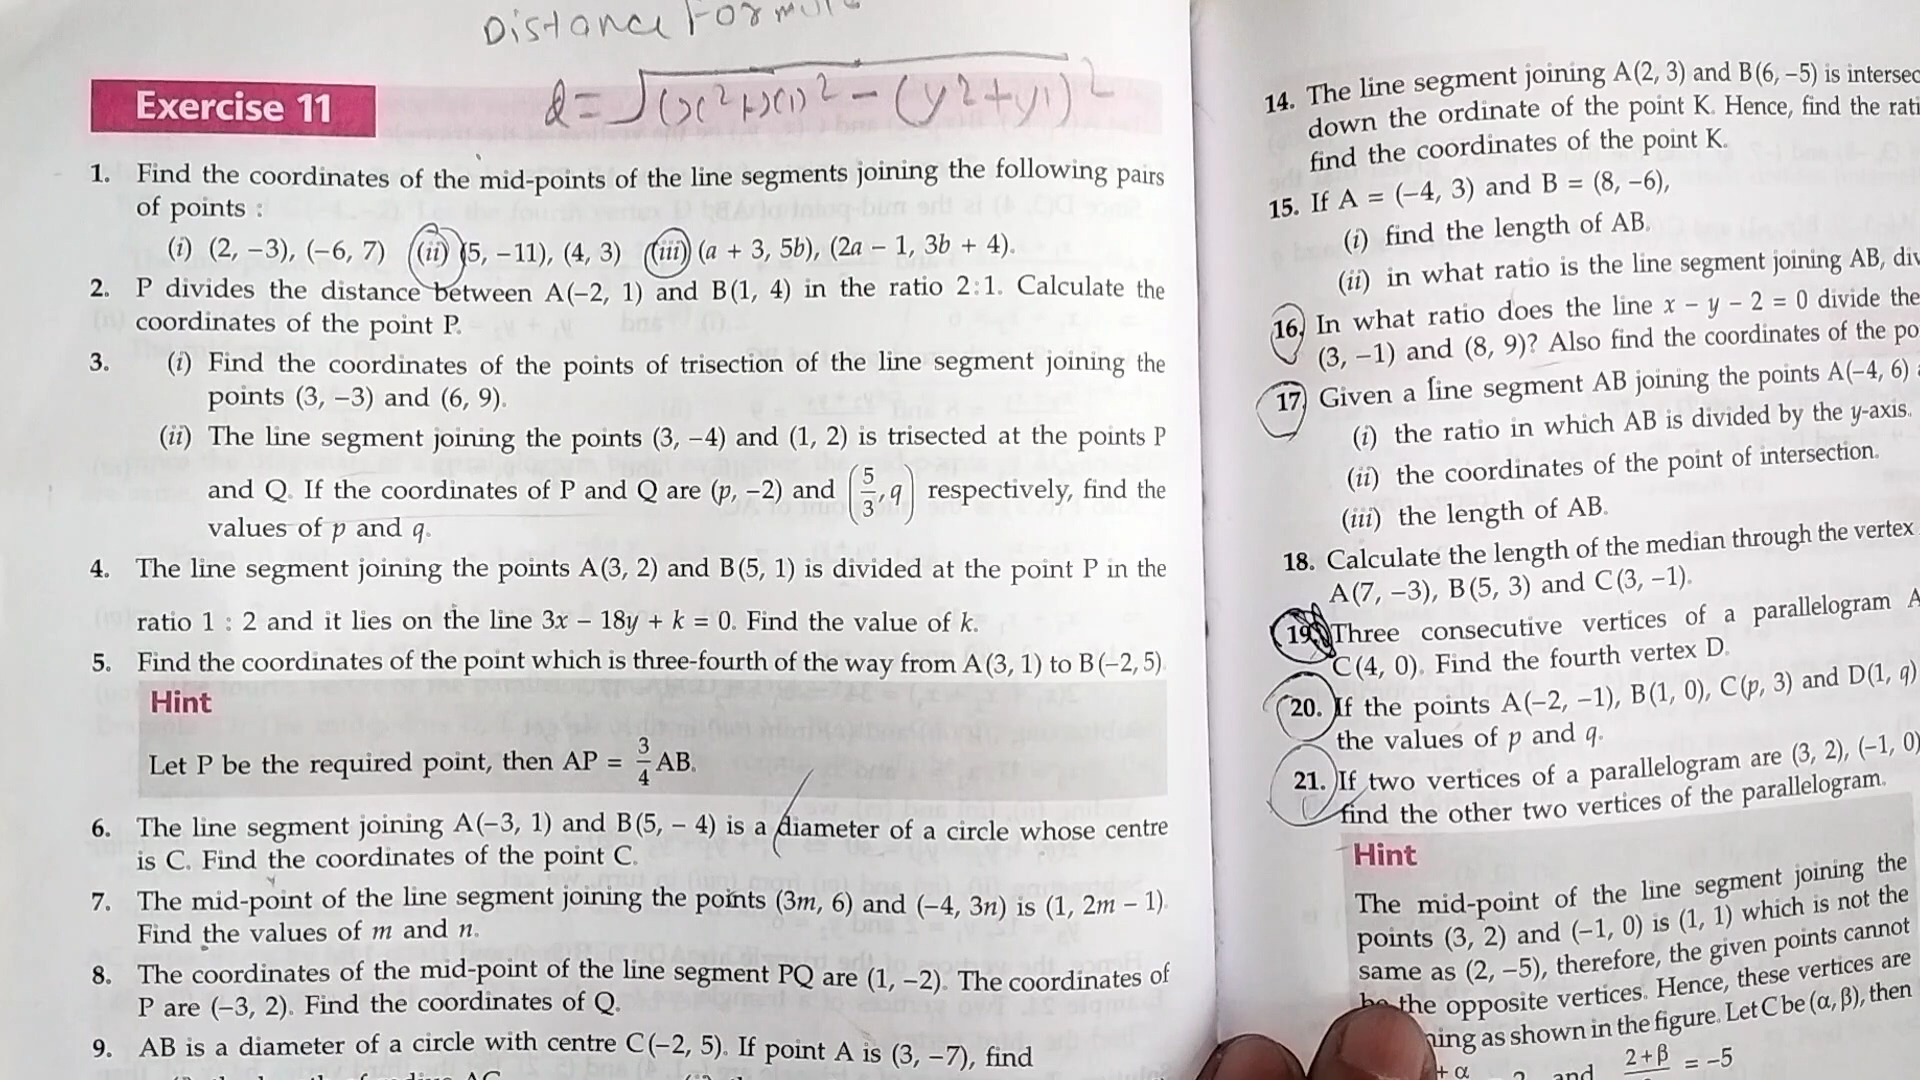 Distance Formul
d = √(x2+x1)2 - (y2+y1)2
Exercise 11
1. Find the coordinates of the mid-points of the line segments joining the following pairs
of points :
(i) (2, −3), (−6, 7) (ii) (5, −11), (4, 3) (iii) (a + 3, 5b), (2a − 1, 3b + 4).
2. P divides the distance between A(−2, 1) and B(1, 4) in the ratio 2:1. Calculate the
coordinates of the point P.
3. (i) Find the coordinates of the points of trisection of the line segment joining the
points (3, −3) and (6, 9).
(ii) The line segment joining the points (3, −4) and (1, 2) is trisected at the points P
and Q. If the coordinates of P and Q are (p, −2) and (5/3, q) respectively, find the
values of p and q.
4. The line segment joining the points A(3, 2) and B(5, 1) is divided at the point P in the
ratio 1 : 2 and it lies on the line 3x − 18y + k = 0. Find the value of k.
5. Find the coordinates of the point which is three-fourth of the way from A(3, 1) to B(−2, 5).
Hint
Let P be the required point, then AP = 3/4 AB.
6. The line segment joining A(−3, 1) and B(5, − 4) is a diameter of a circle whose centre
is C. Find the coordinates of the point C.
7. The mid-point of the line segment joining the points (3m, 6) and (−4, 3n) is (1, 2m − 1).
Find the values of m and n.
8. The coordinates of the mid-point of the line segment PQ are (1, −2). The coordinates of
P are (−3, 2). Find the coordinates of Q.
9. AB is a diameter of a circle with centre C(−2, 5). If point A is (3, −7), find
14. The line segment joining A(2, 3) and B(6, −5) is intersec
down the ordinate of the point K. Hence, find the rati
find the coordinates of the point K.
15. If A = (−4, 3) and B = (8, −6),
(i) find the length of AB.
(ii) in what ratio is the line segment joining AB, div
16. In what ratio does the line x − y − 2 = 0 divide the
(3, −1) and (8, 9)? Also find the coordinates of the po
17. Given a line segment AB joining the points A(−4, 6)
(i) the ratio in which AB is divided by the y-axis.
(ii) the coordinates of the point of intersection.
(iii) the length of AB.
18. Calculate the length of the median through the vertex
A(7, −3), B(5, 3) and C(3, −1).
19. Three consecutive vertices of a parallelogram A
C(4, 0). Find the fourth vertex D.
20. If the points A(−2, −1), B(1, 0), C(p, 3) and D(1, q)
the values of p and q.
21. If two vertices of a parallelogram are (3, 2), (−1, 0)
find the other two vertices of the parallelogram.
Hint
The mid-point of the line segment joining the
points (3, 2) and (−1, 0) is (1, 1) which is not the
same as (2, −5), therefore, the given points cannot
be the opposite vertices. Hence, these vertices are
ning as shown in the figure. Let C be (α, β), then
+ α
and 2+β = −5